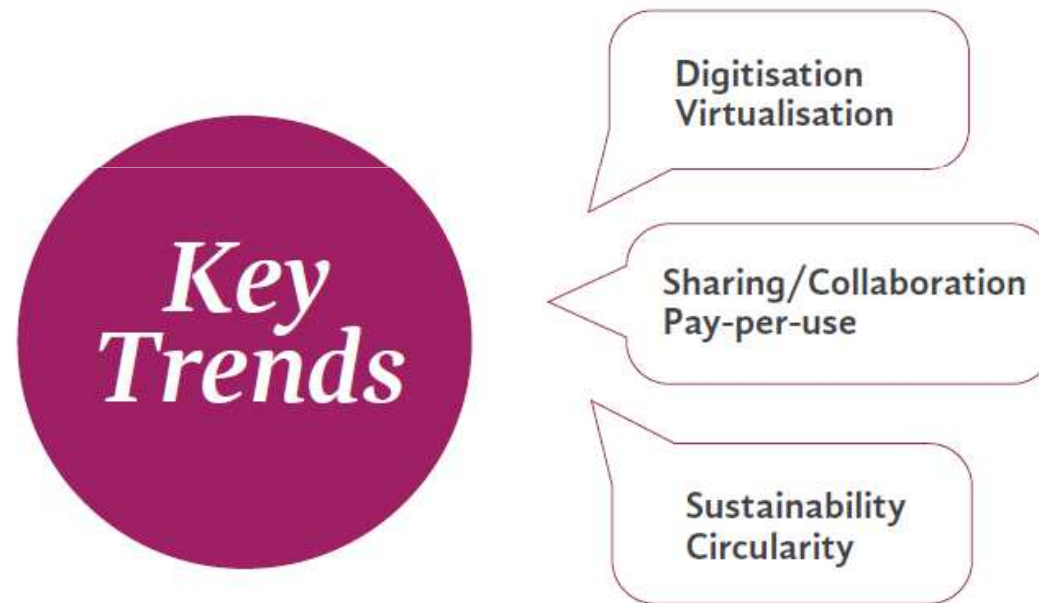 Key
Trends
Digitisation
Virtualisation
Sharing/Collaboration
Pay-per-use
Sustainability
Circularity